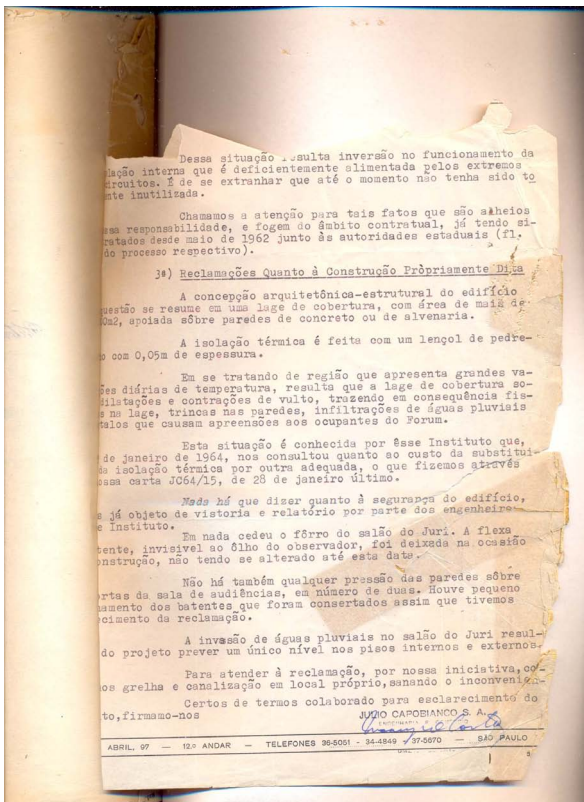 Dessa situação resulta inversão no funcionamento da
lação interna que é deficientemente alimentada pelos extremos
circuitos. É de se extranhar que até o momento não tenha sido to
nte inutilizada.
Chamamos a atenção para tais fatos que são alheios
ssa responsabilidade, e fogem do âmbito contratual, já tendo si-
ratados desde maio de 1962 junto às autoridades estaduais (fl.
do processo respectivo).
3º) Reclamações Quanto à Construção Pròpriamente Dita
A concepção arquitetônica-estrutural do edifício
questão se resume em uma lage de cobertura, com área de mais de
0m2, apoiada sôbre paredes de concreto ou de alvenaria.
A isolação térmica é feita com um lençol de pedre-
o com 0,05m de espessura.
Em se tratando de região que apresenta grandes va-
ões diárias de temperatura, resulta que a lage de cobertura so-
dilatações e contrações de vulto, trazendo em consequência fis-
s na lage, trincas nas paredes, infiltrações de águas pluviais
talos que causam apreensões aos ocupantes do Forum.
Esta situação é conhecida por êsse Instituto que,
de janeiro de 1964, nos consultou quanto ao custo da substitui-
da isolação térmica por outra adequada, o que fizemos através
ossa carta JC64/15, de 28 de janeiro último.
Nada há que dizer quanto à segurança do edifício,
já objeto de vistoria e relatório por parte dos engenheiro
e Instituto.
Em nada cedeu o fôrro do salão do Juri. A flexa
tente, invisivel ao ôlho do observador, foi deixada na ocasião
onstrução, não tendo se alterado até esta data.
Não há também qualquer pressão das paredes sôbre
ortas da sala de audiências, em número de duas. Houve pequeno
amento dos batentes que foram consertados assim que tivemos
ecimento da reclamação.
A invasão de águas pluviais no salão do Juri resul-
do projeto prever um único nível nos pisos internos e externos.
Para atender à reclamação, por nossa iniciativa, co-
os grelha e canalização em local próprio, sanando o inconvenien-
Certos de termos colaborado para esclarecimento do
to, firmamo-nos
JULIO CAPOBIANCO S. A.
ABRIL, 97 — 12.º ANDAR — TELEFONES 36-5051 - 34-4849 - 37-5670 — SÃO PAULO